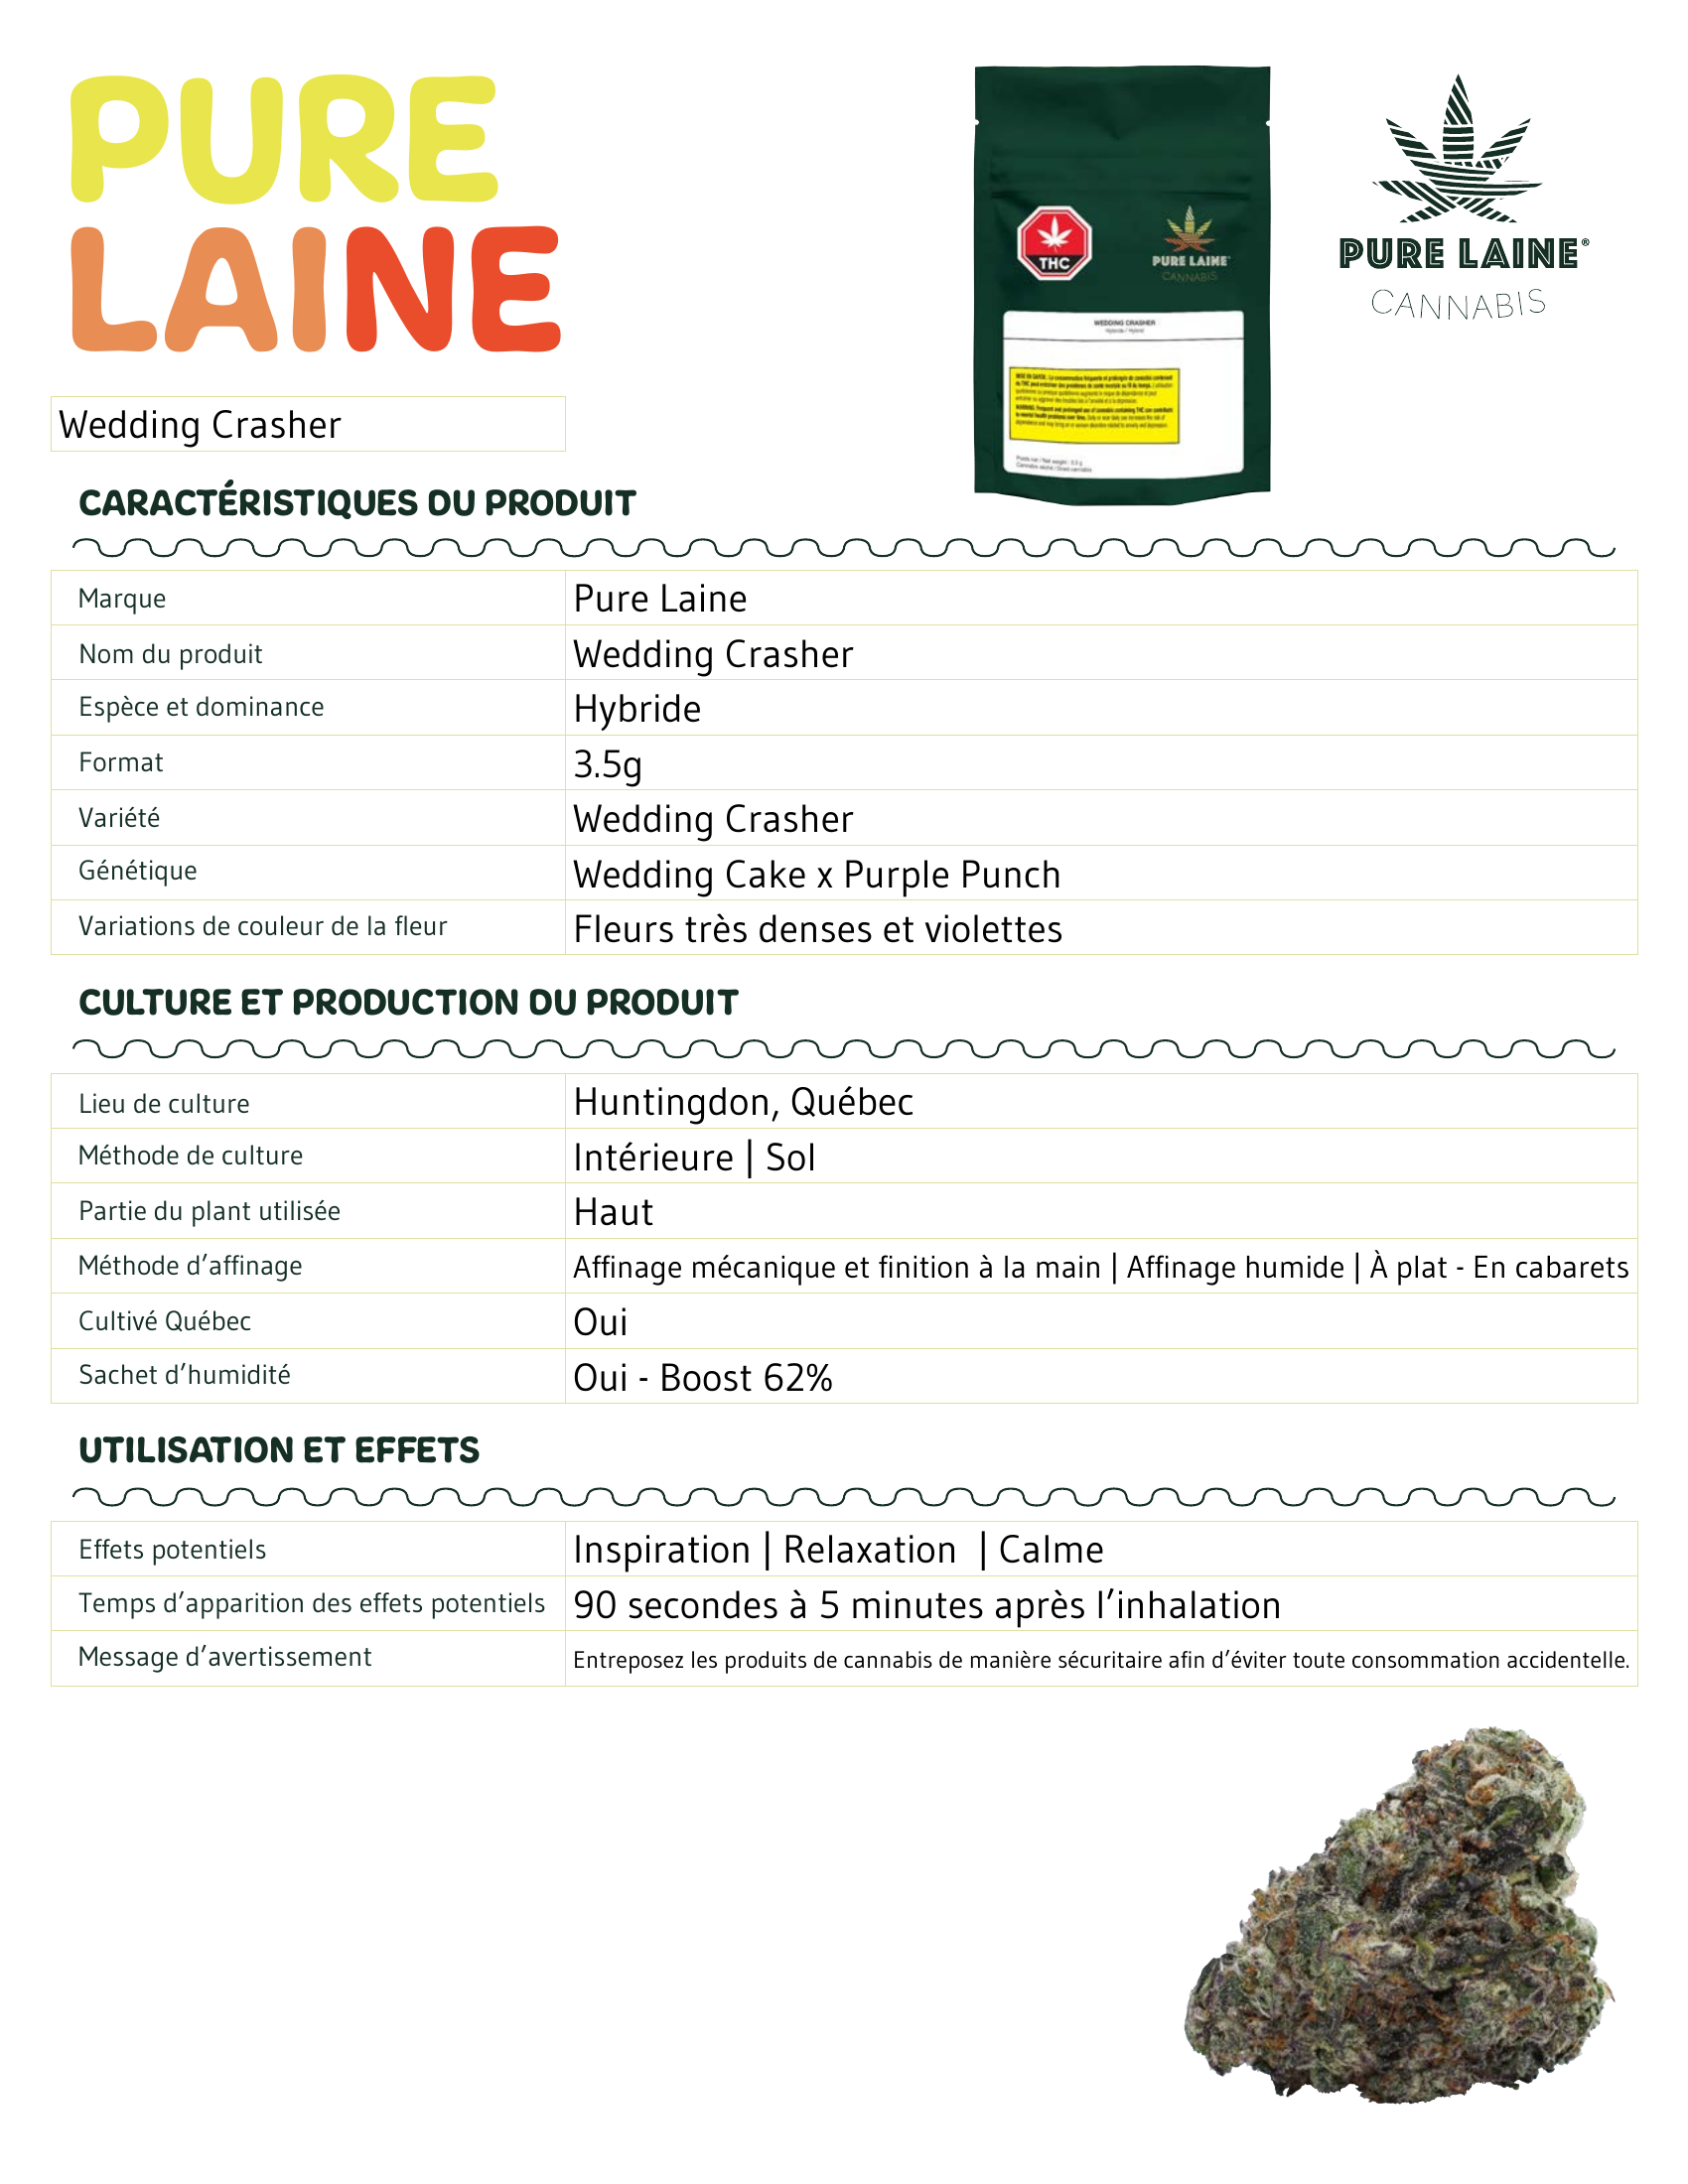 PURE
LAINE
THC
PURE LAINE
CANNABIS
WEDDING CRASHER
Hybride / Hybrid
PURE LAINE®
CANNABIS
Wedding Crasher
CARACTÉRISTIQUES DU PRODUIT
Marque Pure Laine
Nom du produit Wedding Crasher
Espèce et dominance Hybride
Format 3.5g
Variété Wedding Crasher
Génétique Wedding Cake x Purple Punch
Variations de couleur de la fleur Fleurs très denses et violettes
CULTURE ET PRODUCTION DU PRODUIT
Lieu de culture Huntingdon, Québec
Méthode de culture Intérieure | Sol
Partie du plant utilisée Haut
Méthode d’affinage Affinage mécanique et finition à la main | Affinage humide | À plat - En cabarets
Cultivé Québec Oui
Sachet d’humidité Oui - Boost 62%
UTILISATION ET EFFETS
Effets potentiels Inspiration | Relaxation | Calme
Temps d’apparition des effets potentiels 90 secondes à 5 minutes après l’inhalation
Message d’avertissement Entreposez les produits de cannabis de manière sécuritaire afin d’éviter toute consommation accidentelle.